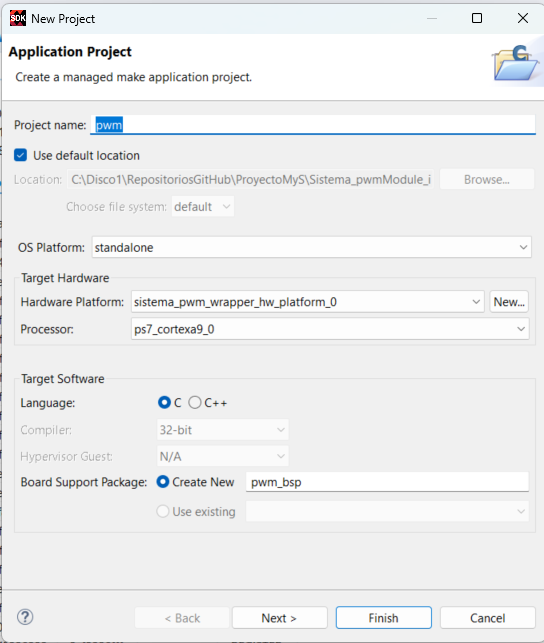 SDK New Project
Application Project
Create a managed make application project.
C
Project name: pwm
Use default location
Location: C:\Disco1\RepositoriosGitHub\ProyectoMyS\Sistema_pwmModule_i Browse...
Choose file system: default
OS Platform: standalone
Target Hardware
Hardware Platform: sistema_pwm_wrapper_hw_platform_0 New...
Processor: ps7_cortexa9_0
Target Software
Language: C C++
Compiler: 32-bit
Hypervisor Guest: N/A
Board Support Package: Create New pwm_bsp
Use existing
? < Back Next > Finish Cancel